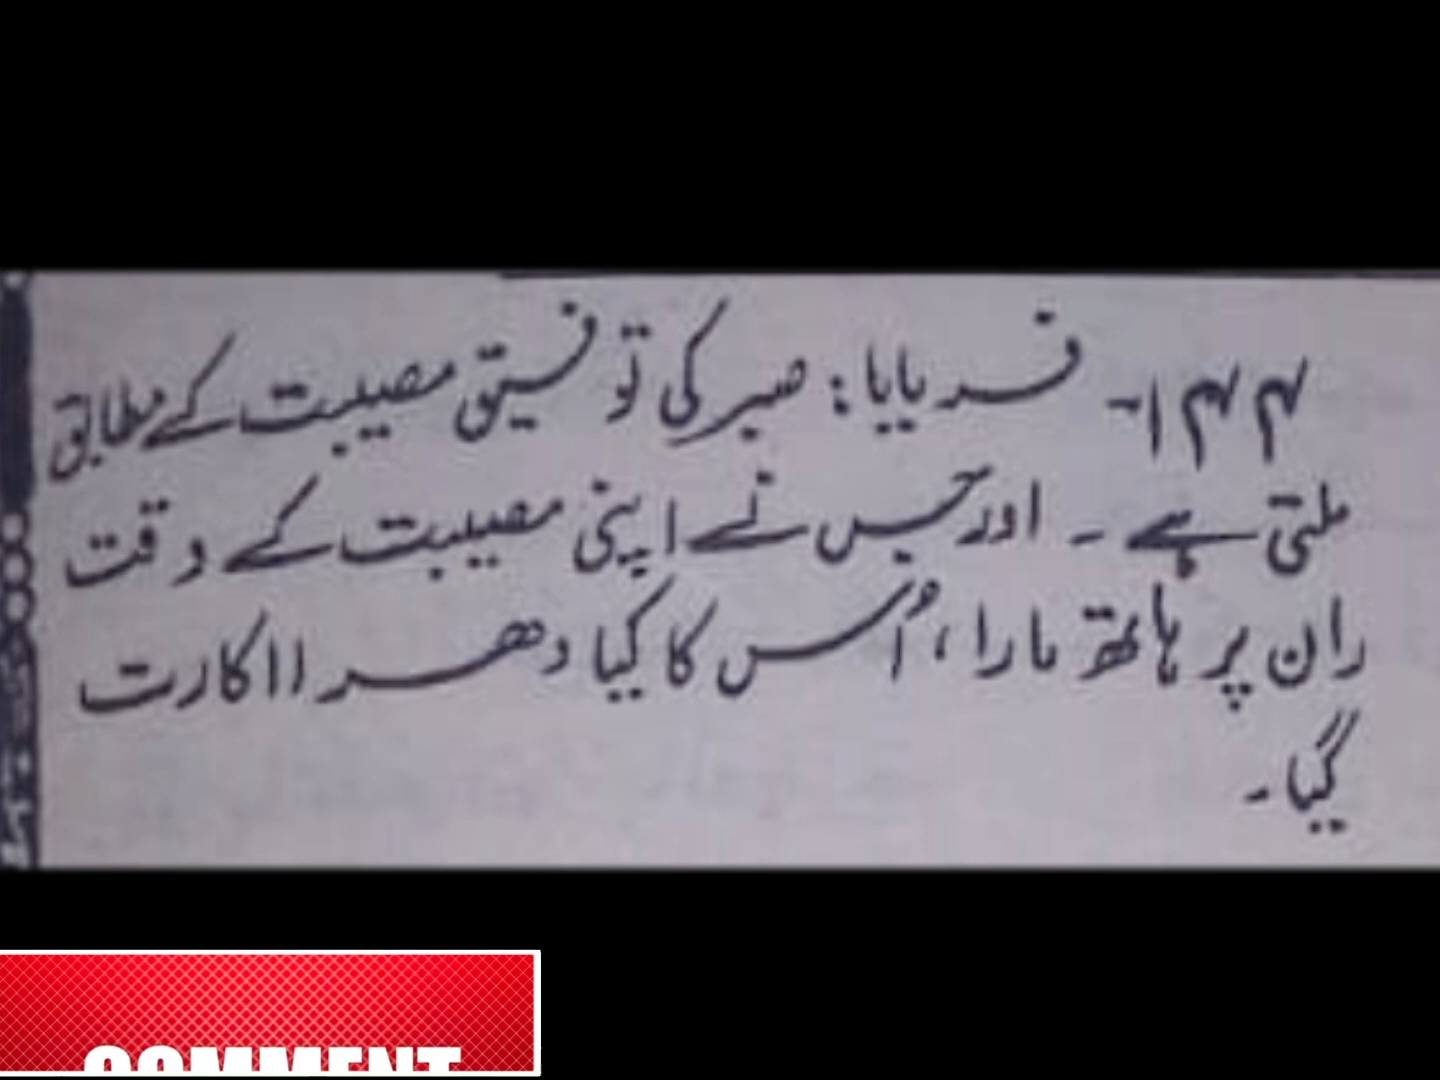 ۱۴۴۔ فرمایا: صبر کی توفیق مصیبت کے مطابق
ملتی ہے ۔ اور جس نے اپنی مصیبت کے وقت
ران پر ہاتھ مارا، اُس کا کیا دھرا اکارت
گیا ۔
COMMENT